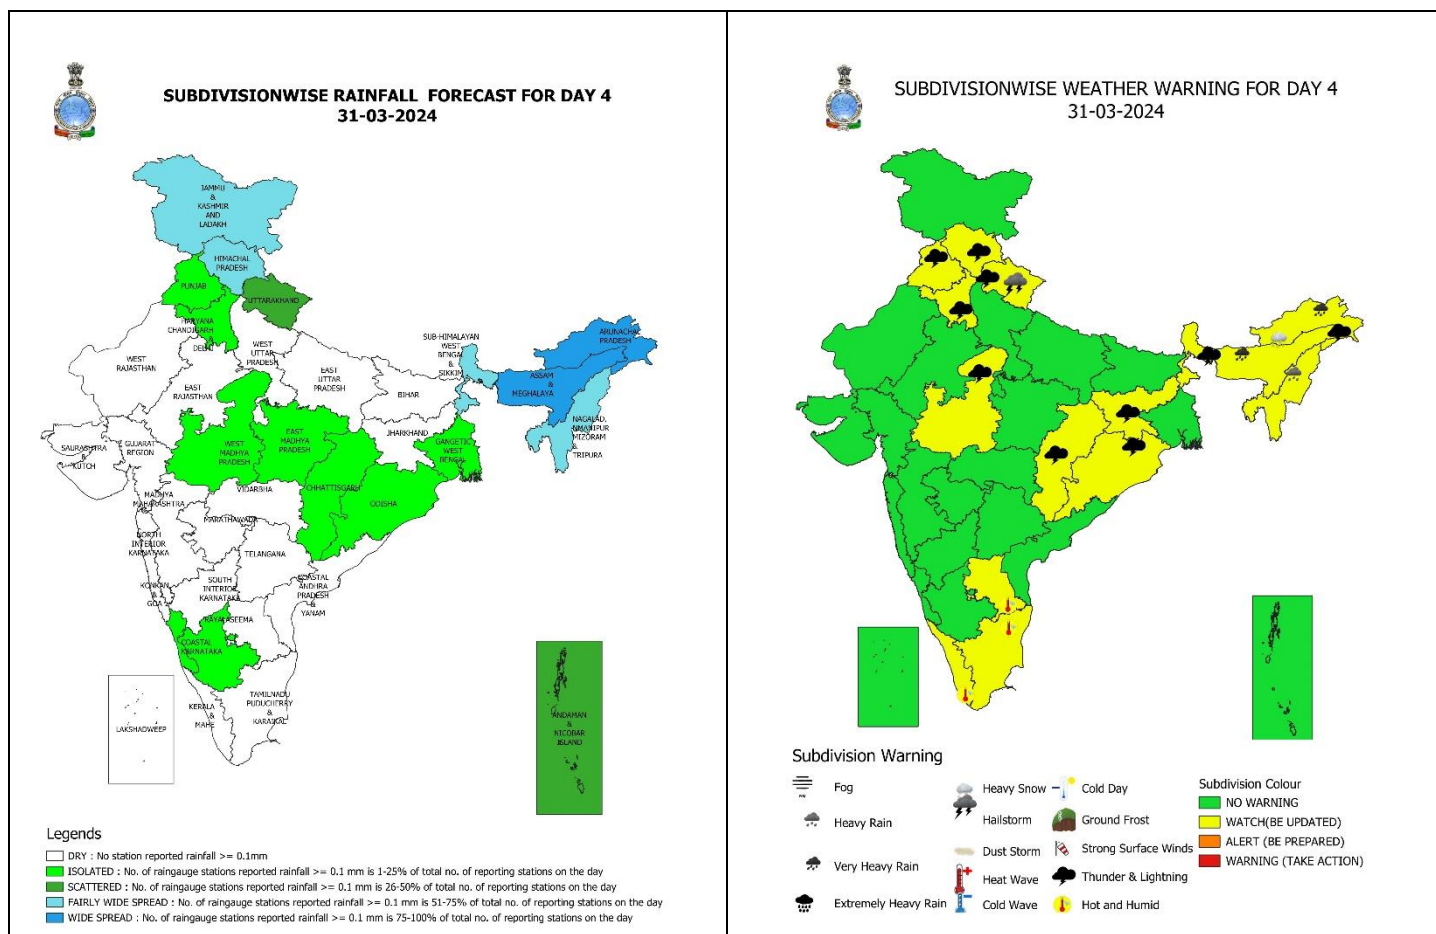 SUBDIVISIONWISE RAINFALL FORECAST FOR DAY 4
31-03-2024
JAMMU
&
KASHMIR
AND
LADAKH
HIMACHAL
PRADESH
PUNJAB
UTTARAKHAND
HARYANA
CHANDIGARH
DELHI
WEST
RAJASTHAN
WEST
UTTAR
PRADESH
EAST
UTTAR
PRADESH
EAST
RAJASTHAN
SUB-HIMALAYAN
WEST
BENGAL
&
SIKKIM
ARUNACHAL
PRADESH
ASSAM
&
MEGHALAYA
BIHAR
NAGALAD,
MANIPUR
MIZORAM
&
TRIPURA
JHARKHAND
GANGETIC
WEST
BENGAL
SAURASHTRA
&
KUTCH
GUJARAT
REGION
WEST
MADHYA
PRADESH
EAST
MADHYA
PRADESH
VIDARBHA
CHHATTISGARH
ODISHA
MADHYA
MAHARASHTRA
MARATHAWADA
NORTH
INTERIOR
KARNATAKA
TELANGANA
KONKAN
&
GOA
SOUTH
INTERIOR
KARNATAKA
COASTAL
ANDHRA
PRADESH
&
YANAM
RAYALASEEMA
COASTAL
KARNATAKA
KERALA
&
MAHE
TAMILNADU
PUDUCHERRY
&
KARAIKAL
LAKSHADWEEP
ANDAMAN
&
NICOBAR
ISLAND
Legends
DRY : No station reported rainfall >= 0.1mm
ISOLATED : No. of raingauge stations reported rainfall >= 0.1 mm is 1-25% of total no. of reporting stations on the day
SCATTERED : No. of raingauge stations reported rainfall >= 0.1 mm is 26-50% of total no. of reporting stations on the day
FAIRLY WIDE SPREAD : No. of raingauge stations reported rainfall >= 0.1 mm is 51-75% of total no. of reporting stations on the day
WIDE SPREAD : No. of raingauge stations reported rainfall >= 0.1 mm is 75-100% of total no. of reporting stations on the day
SUBDIVISIONWISE WEATHER WARNING FOR DAY 4
31-03-2024
Subdivision Warning
Fog
Heavy Rain
Very Heavy Rain
Extremely Heavy Rain
Heavy Snow
Hailstorm
Dust Storm
Heat Wave
Cold Wave
Cold Day
Ground Frost
Strong Surface Winds
Thunder & Lightning
Hot and Humid
Subdivision Colour
NO WARNING
WATCH(BE UPDATED)
ALERT (BE PREPARED)
WARNING (TAKE ACTION)